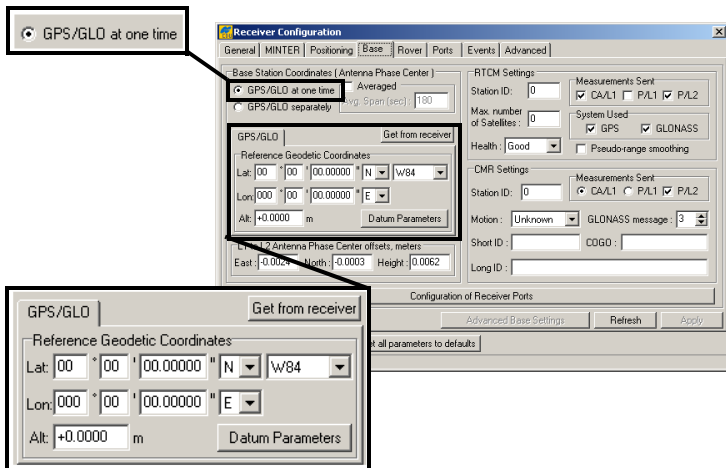 GPS/GLO at one time
Receiver Configuration
General MINTER Positioning Base Rover Ports Events Advanced
Base Station Coordinates ( Antenna Phase Center )
GPS/GLO at one time
Averaged
GPS/GLO separately
Avg. Span (sec) : 180
GPS/GLO
Get from receiver
Reference Geodetic Coordinates
Lat: 00 ° 00 ' 00.00000 " N W84
Lon: 000 ° 00 ' 00.00000 " E
Alt: +0.0000 m Datum Parameters
L1 to L2 Antenna Phase Center offsets, meters
East : -0.0024 North : -0.0003 Height : 0.0062
RTCM Settings
Station ID: 0
Max. number
of Satellites : 0
Health : Good
Measurements Sent
CA/L1 P/L1 P/L2
System Used
GPS GLONASS
Pseudo-range smoothing
CMR Settings
Station ID: 0
Measurements Sent
CA/L1 P/L1 P/L2
Motion : Unknown GLONASS message : 3
Short ID : COGO :
Long ID :
Configuration of Receiver Ports
Advanced Base Settings Refresh Apply
all parameters to defaults
GPS/GLO
Get from receiver
Reference Geodetic Coordinates
Lat: 00 ° 00 ' 00.00000 " N W84
Lon: 000 ° 00 ' 00.00000 " E
Alt: +0.0000 m Datum Parameters